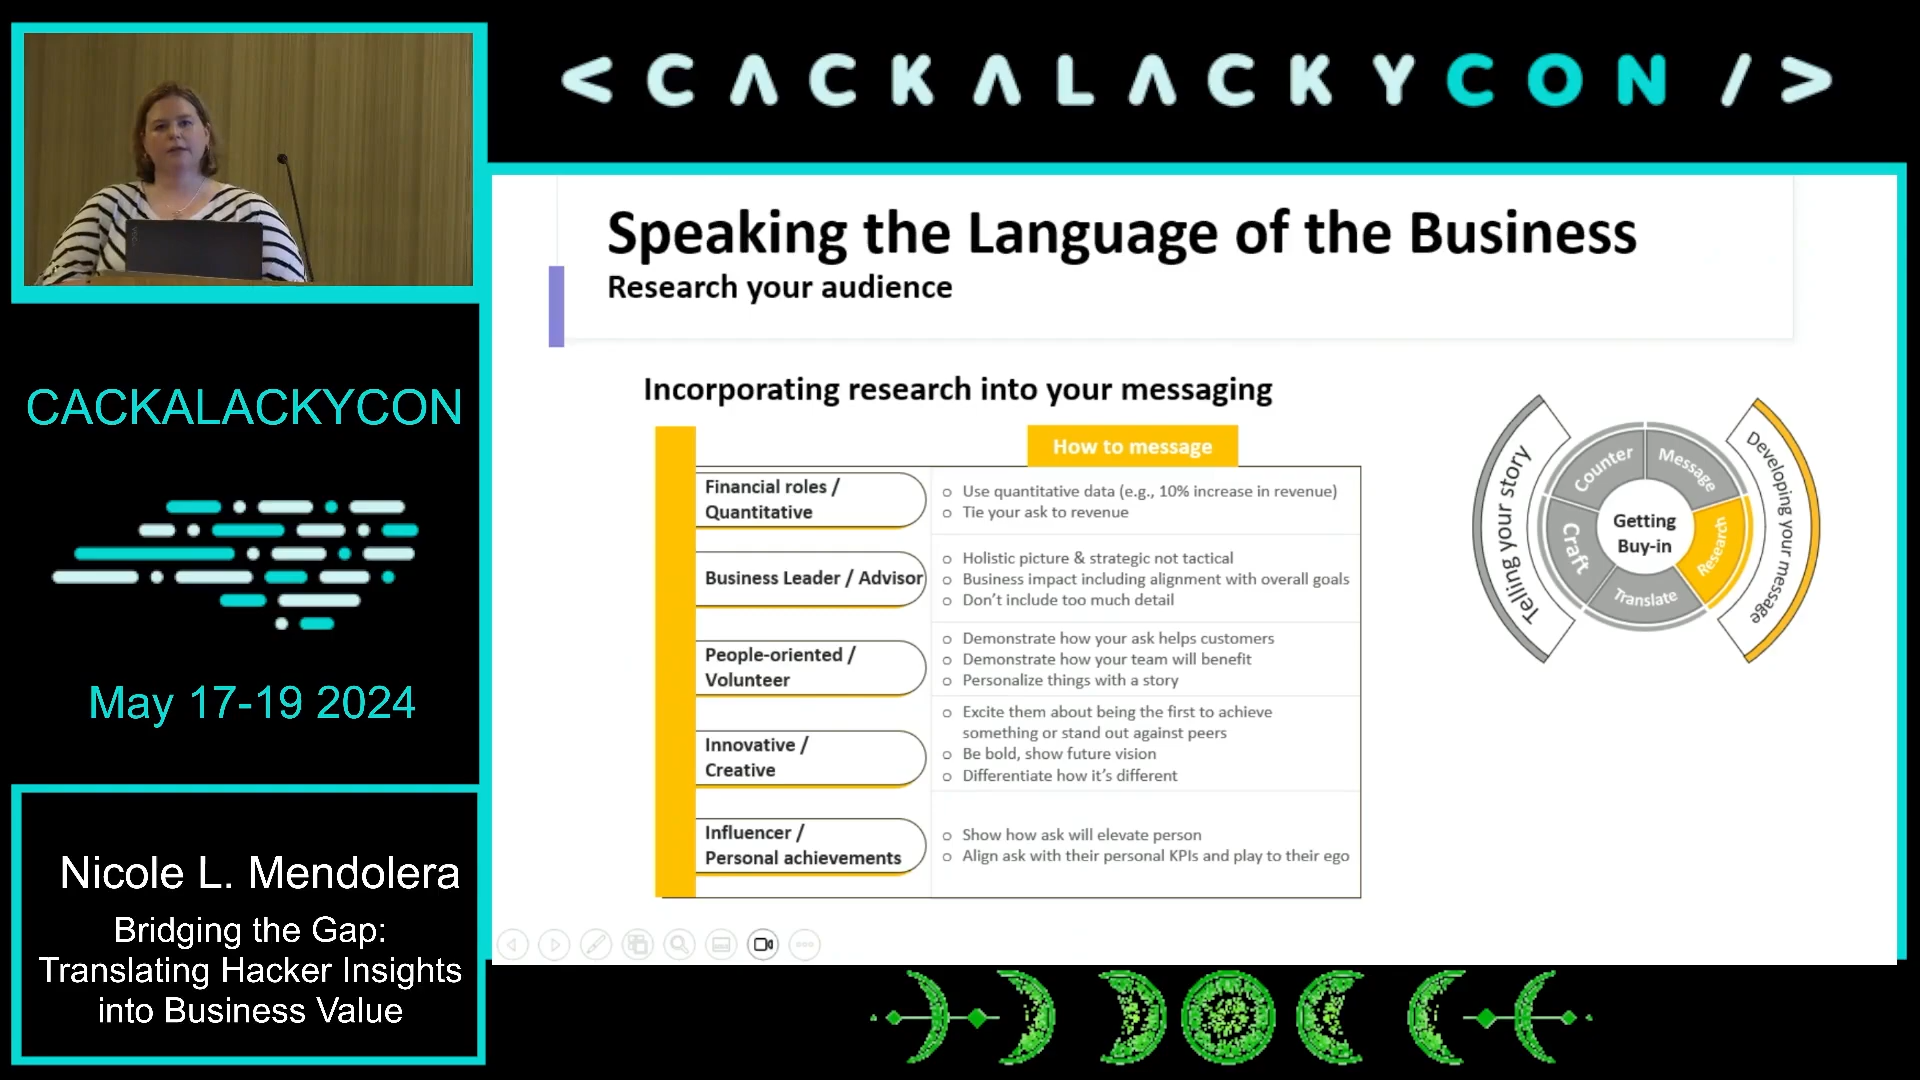 <CACKALACKYCON/>
CACKALACKYCON
May 17-19 2024
Nicole L. Mendolera
Bridging the Gap:
Translating Hacker Insights
into Business Value
Speaking the Language of the Business
Research your audience
Incorporating research into your messaging
How to message
Financial roles /
Quantitative
o Use quantitative data (e.g., 10% increase in revenue)
o Tie your ask to revenue
Business Leader / Advisor
o Holistic picture & strategic not tactical
o Business impact including alignment with overall goals
o Don't include too much detail
People-oriented /
Volunteer
o Demonstrate how your ask helps customers
o Demonstrate how your team will benefit
o Personalize things with a story
Innovative /
Creative
o Excite them about being the first to achieve
something or stand out against peers
o Be bold, show future vision
o Differentiate how it's different
Influencer /
Personal achievements
o Show how ask will elevate person
o Align ask with their personal KPIs and play to their ego
Telling your story
Counter
Message
Research
Translate
Craft
Getting
Buy-in
Developing your message